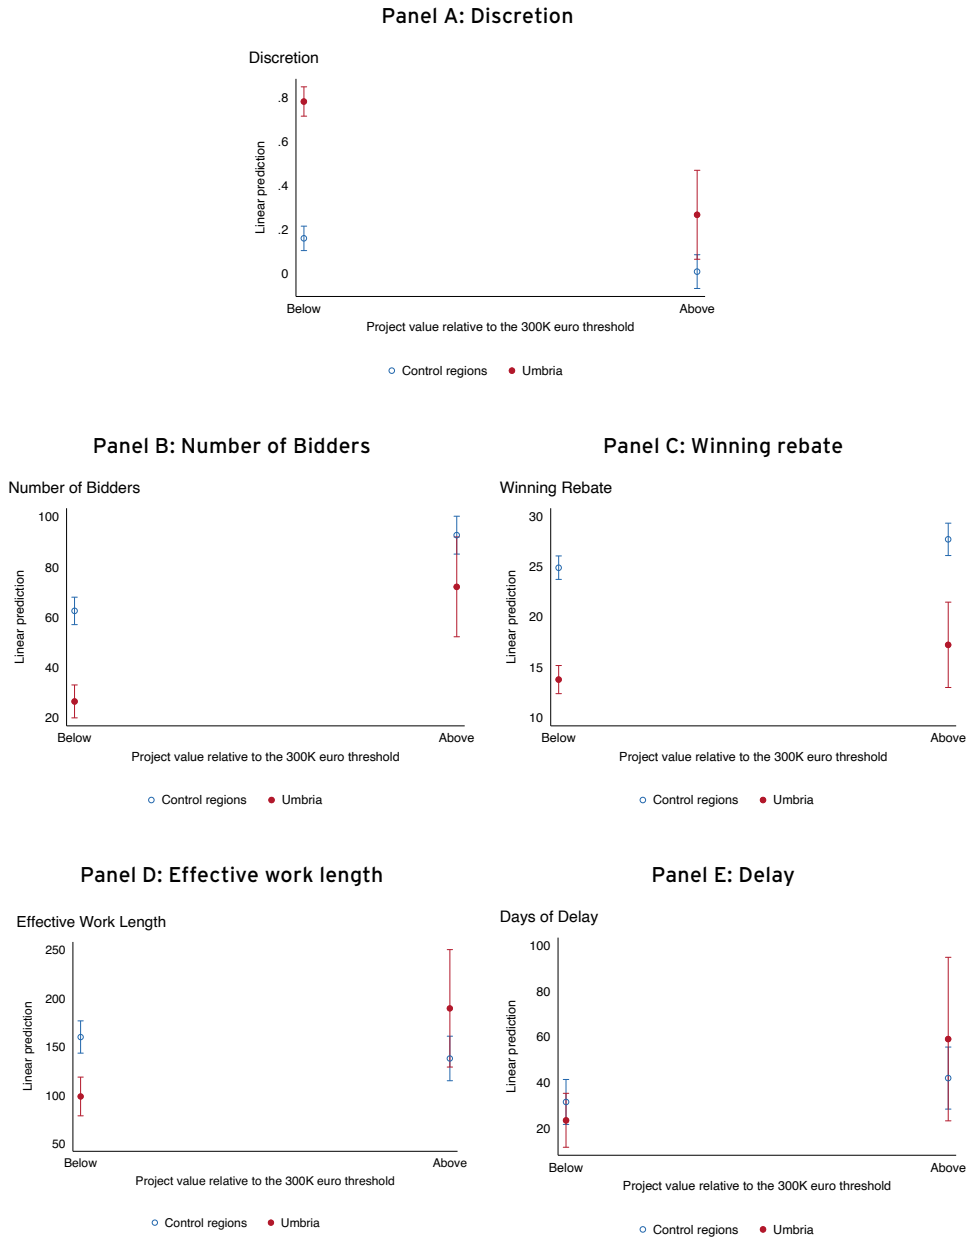 Panel A: Discretion
Discretion
Linear prediction
.8
.6
.4
.2
0
Below
Above
Project value relative to the 300K euro threshold
Control regions
Umbria
Panel B: Number of Bidders
Number of Bidders
Linear prediction
100
80
60
40
20
Below
Above
Project value relative to the 300K euro threshold
Control regions
Umbria
Panel C: Winning rebate
Winning Rebate
Linear prediction
30
25
20
15
10
Below
Above
Project value relative to the 300K euro threshold
Control regions
Umbria
Panel D: Effective work length
Effective Work Length
Linear prediction
250
200
150
100
50
Below
Above
Project value relative to the 300K euro threshold
Control regions
Umbria
Panel E: Delay
Days of Delay
Linear prediction
100
80
60
40
20
Below
Above
Project value relative to the 300K euro threshold
Control regions
Umbria